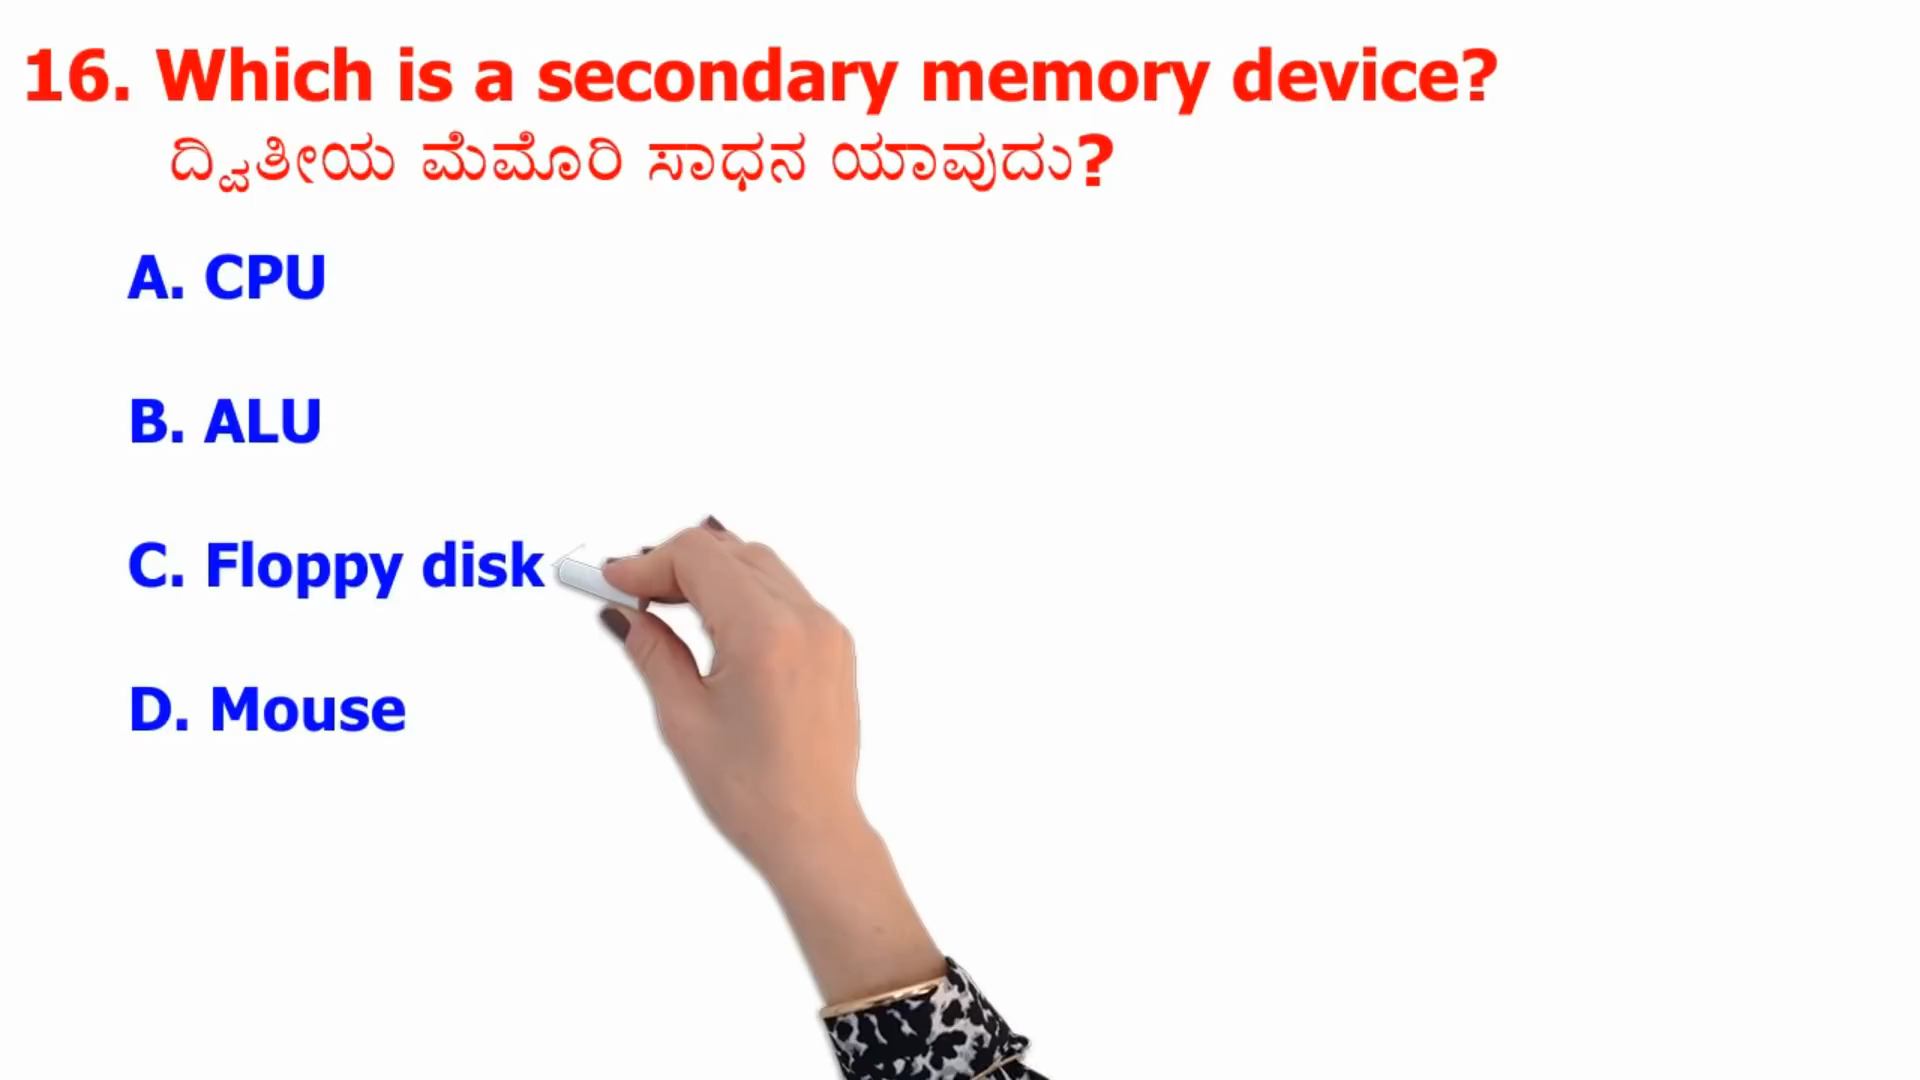 16. Which is a secondary memory device?
ದ್ವಿತೀಯ ಮೆಮೊರಿ ಸಾಧನ ಯಾವುದು?
A. CPU
B. ALU
C. Floppy disk
D. Mouse